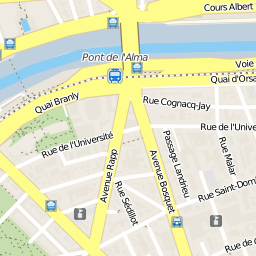 Cours Albert
Pont de l'Alma
Voie
Quai d'Orsa
Quai Branly
Rue Cognacq-Jay
Rue de l'Univer
Rue de l'Université
Passage Landrieu
Rue Malar
Avenue Rapp
Avenue Bosquet
Rue Sédillot
Rue Saint-Dom
Rue de